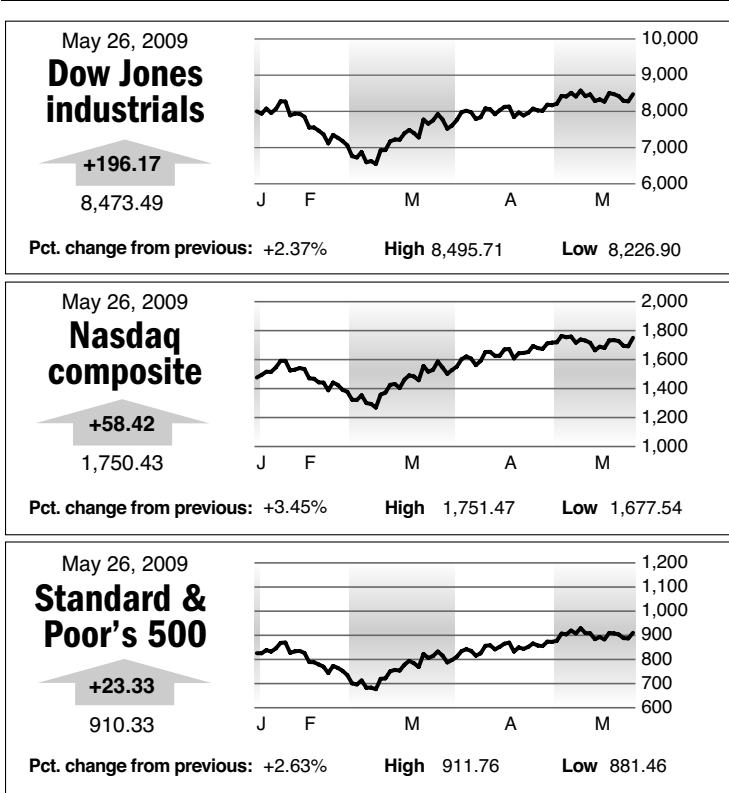 May 26, 2009
Dow Jones
industrials
+196.17
8,473.49
10,000
9,000
8,000
7,000
6,000
J F M A M
Pct. change from previous: +2.37% High 8,495.71 Low 8,226.90
May 26, 2009
Nasdaq
composite
+58.42
1,750.43
2,000
1,800
1,600
1,400
1,200
1,000
J F M A M
Pct. change from previous: +3.45% High 1,751.47 Low 1,677.54
May 26, 2009
Standard &
Poor's 500
+23.33
910.33
1,200
1,100
1,000
900
800
700
600
J F M A M
Pct. change from previous: +2.63% High 911.76 Low 881.46